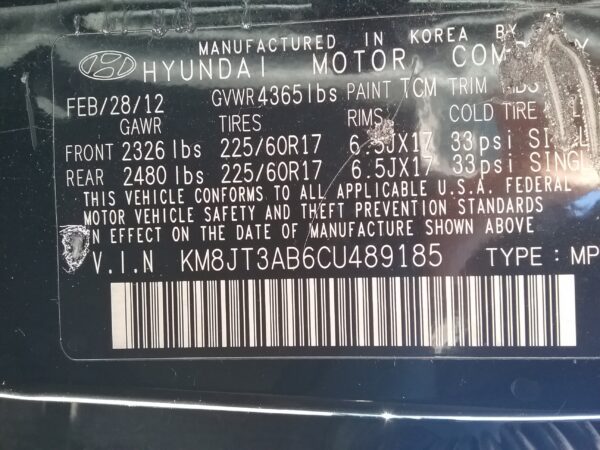 MANUFACTURED IN KOREA BY
HYUNDAI MOTOR
FEB/28/12 GVWR 4365lbs PAINT TCM TRIM
GAWR TIRES RIMS COLD TIRE
FRONT 2326 lbs 225/60R17 6.5JX17 33psi SINGL
REAR 2480 lbs 225/60R17 6.5JX17 33psi SINGL
THIS VEHICLE CONFORMS TO ALL APPLICABLE U.S.A. FEDERAL
MOTOR VEHICLE SAFETY AND THEFT PREVENTION STANDARDS
IN EFFECT ON THE DATE OF MANUFACTURE SHOWN ABOVE
V.I.N KM8JT3AB6CU489185 TYPE : MP